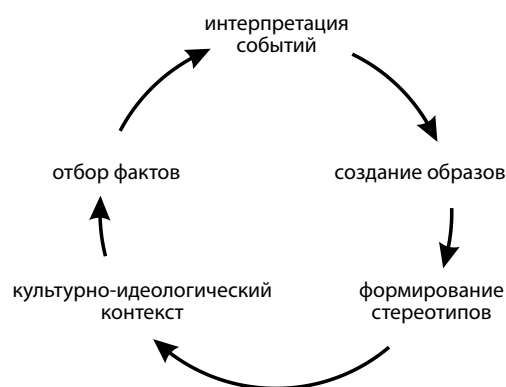 интерпретация
событий
отбор фактов
создание образов
культурно-идеологический
контекст
формирование
стереотипов